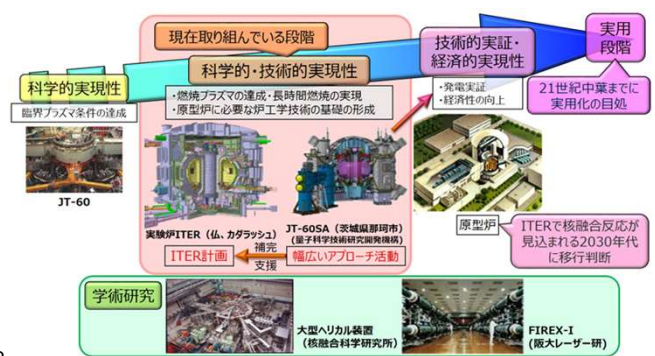 現在取り組んでいる段階
技術的実証・
経済的実現性
実用
段階
科学的実現性
科学的・技術的実現性
臨界プラズマ条件の達成
・燃焼プラズマの達成・長時間燃焼の実現
・原型炉に必要な炉工学技術の基礎の形成
・発電実証
・経済性の向上
21世紀中葉までに
実用化の目処
JT-60
実験炉ITER（仏、カダラッシュ）
JT-60SA（茨城県那珂市）
(量子科学技術研究開発機構)
原型炉
ITERで核融合反応が
見込まれる2030年代
に移行判断
ITER計画
補完
支援
幅広いアプローチ活動
学術研究
大型ヘリカル装置
（核融合科学研究所）
FIREX-I
（阪大レーザー研）